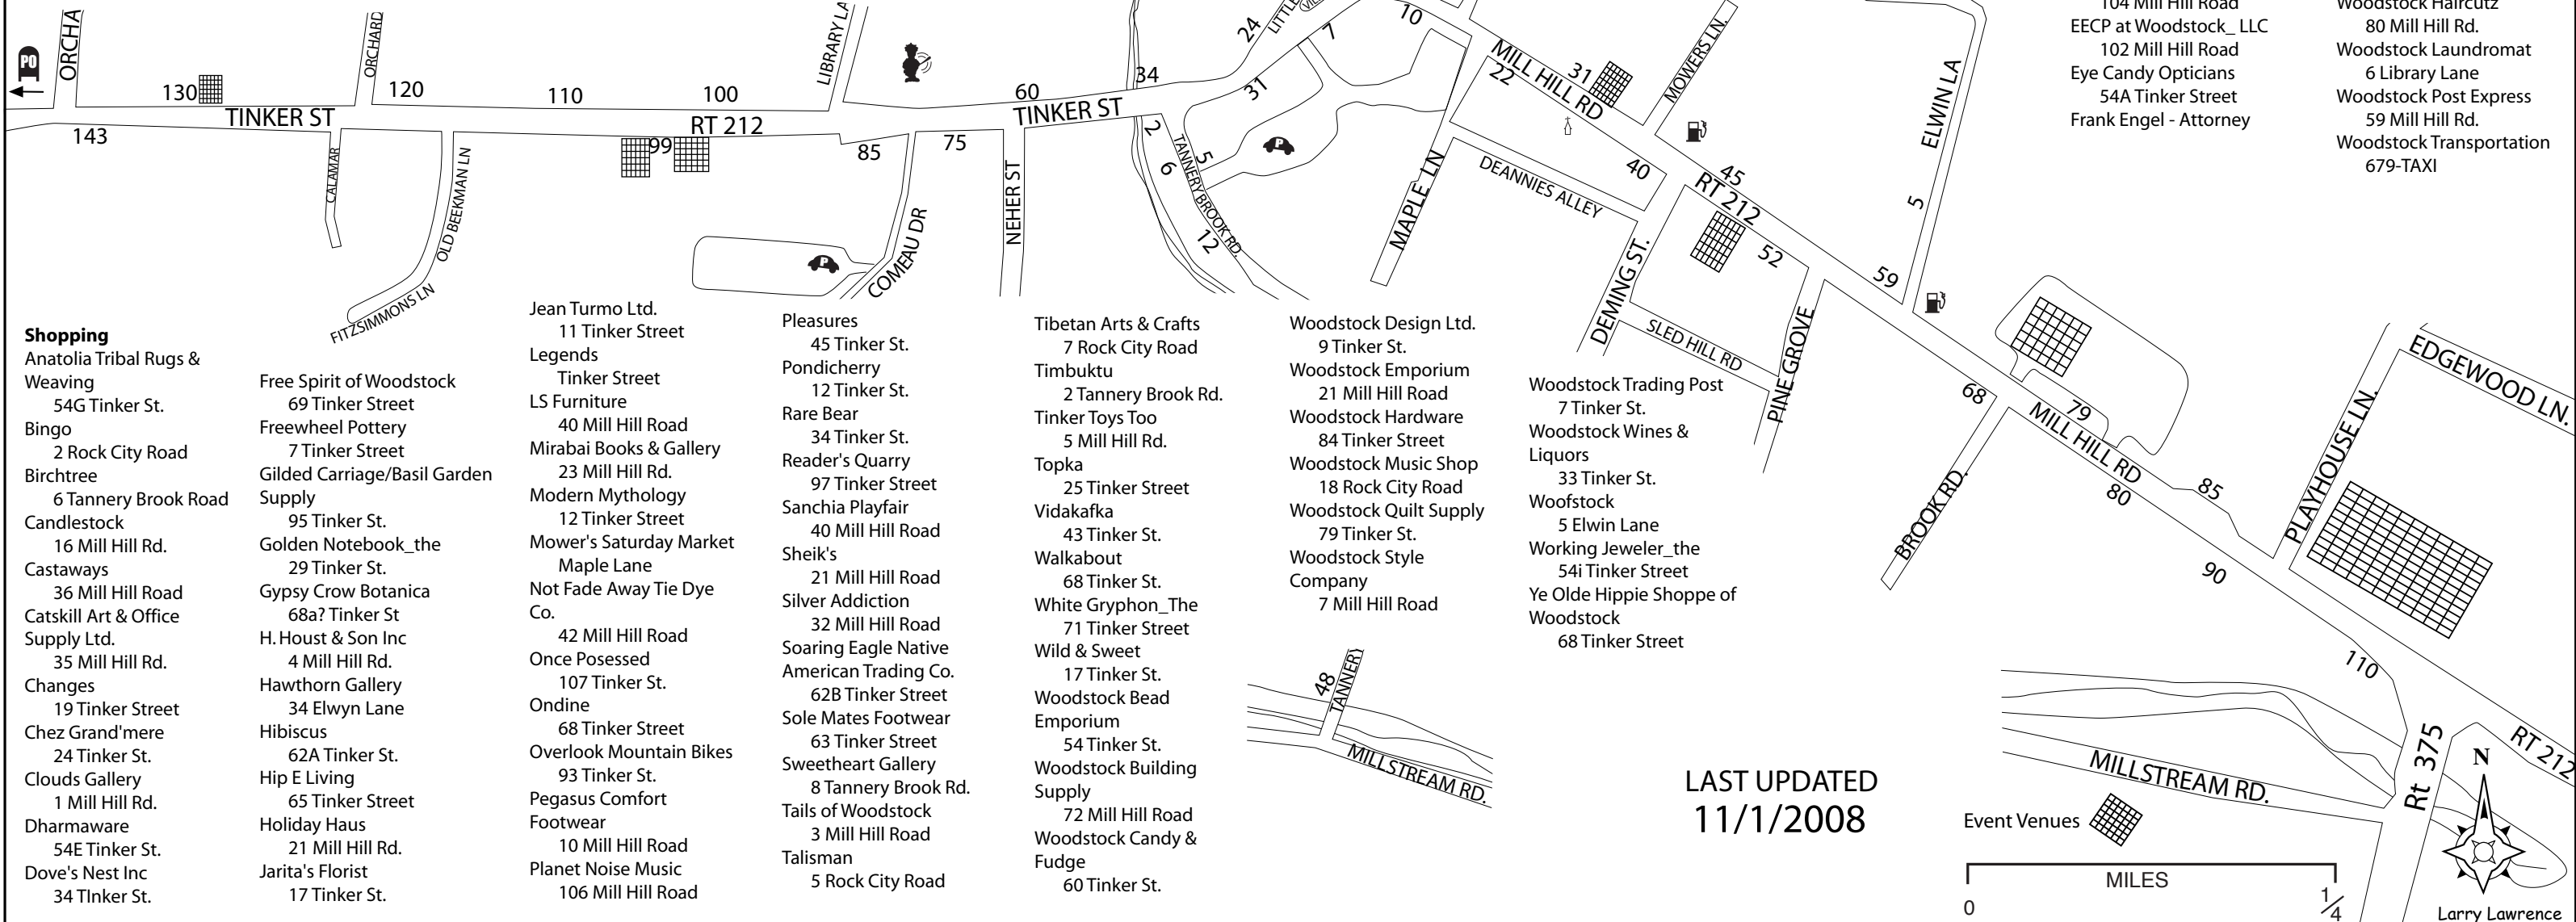 PO
ORCHA
ORCHARD
LIBRARY LA
130
120
110
100
60
34
24
LITTLE
7
10
TINKER ST
RT 212
TINKER ST
143
99
85
75
2
5
6
12
31
CALAMAR
OLD BEEKMAN LN
FITZSIMMONS LN
COMEAU DR
NEHER ST
TANNERY BROOK RD.
P
P
MILL HILL RD
22
31
MOWERS LN.
MAPLE LN
DEANNIES ALLEY
40
45
RT 212
52
DEMING ST.
SLED HILL RD
PINE GROVE
ELWIN LA
5
59
68
79
MILL HILL RD
80
85
90
110
BROOK RD.
PLAYHOUSE LN.
EDGEWOOD LN.
104 Mill Hill Road
EECP at Woodstock_ LLC
102 Mill Hill Road
Eye Candy Opticians
54A Tinker Street
Frank Engel - Attorney
Woodstock Haircutz
80 Mill Hill Rd.
Woodstock Laundromat
6 Library Lane
Woodstock Post Express
59 Mill Hill Rd.
Woodstock Transportation
679-TAXI
Shopping
Anatolia Tribal Rugs &
Weaving
54G Tinker St.
Bingo
2 Rock City Road
Birchtree
6 Tannery Brook Road
Candlestock
16 Mill Hill Rd.
Castaways
36 Mill Hill Road
Catskill Art & Office
Supply Ltd.
35 Mill Hill Rd.
Changes
19 Tinker Street
Chez Grand'mere
24 Tinker St.
Clouds Gallery
1 Mill Hill Rd.
Dharmaware
54E Tinker St.
Dove's Nest Inc
34 TInker St.
Free Spirit of Woodstock
69 Tinker Street
Freewheel Pottery
7 Tinker Street
Gilded Carriage/Basil Garden
Supply
95 Tinker St.
Golden Notebook_the
29 Tinker St.
Gypsy Crow Botanica
68a? Tinker St
H. Houst & Son Inc
4 Mill Hill Rd.
Hawthorn Gallery
34 Elwyn Lane
Hibiscus
62A Tinker St.
Hip E Living
65 Tinker Street
Holiday Haus
21 Mill Hill Rd.
Jarita's Florist
17 Tinker St.
Jean Turmo Ltd.
11 Tinker Street
Legends
Tinker Street
LS Furniture
40 Mill Hill Road
Mirabai Books & Gallery
23 Mill Hill Rd.
Modern Mythology
12 Tinker Street
Mower's Saturday Market
Maple Lane
Not Fade Away Tie Dye
Co.
42 Mill Hill Road
Once Posessed
107 Tinker St.
Ondine
68 Tinker Street
Overlook Mountain Bikes
93 Tinker St.
Pegasus Comfort
Footwear
10 Mill Hill Road
Planet Noise Music
106 Mill Hill Road
Pleasures
45 Tinker St.
Pondicherry
12 Tinker St.
Rare Bear
34 Tinker St.
Reader's Quarry
97 Tinker Street
Sanchia Playfair
40 Mill Hill Road
Sheik's
21 Mill Hill Road
Silver Addiction
32 Mill Hill Road
Soaring Eagle Native
American Trading Co.
62B Tinker Street
Sole Mates Footwear
63 Tinker Street
Sweetheart Gallery
8 Tannery Brook Rd.
Tails of Woodstock
3 Mill Hill Road
Talisman
5 Rock City Road
Tibetan Arts & Crafts
7 Rock City Road
Timbuktu
2 Tannery Brook Rd.
Tinker Toys Too
5 Mill Hill Rd.
Topka
25 Tinker Street
Vidakafka
43 Tinker St.
Walkabout
68 Tinker St.
White Gryphon_The
71 Tinker Street
Wild & Sweet
17 Tinker St.
Woodstock Bead
Emporium
54 Tinker St.
Woodstock Building
Supply
72 Mill Hill Road
Woodstock Candy &
Fudge
60 Tinker St.
Woodstock Design Ltd.
9 Tinker St.
Woodstock Emporium
21 Mill Hill Road
Woodstock Hardware
84 Tinker Street
Woodstock Music Shop
18 Rock City Road
Woodstock Quilt Supply
79 Tinker St.
Woodstock Style
Company
7 Mill Hill Road
Woodstock Trading Post
7 Tinker St.
Woodstock Wines &
Liquors
33 Tinker St.
Woofstock
5 Elwin Lane
Working Jeweler_the
54i Tinker Street
Ye Olde Hippie Shoppe of
Woodstock
68 Tinker Street
48
TANNERY
MILLSTREAM RD.
LAST UPDATED
11/1/2008
MILLSTREAM RD.
Rt 375
RT 212
N
Event Venues
MILES
0
1/4
Larry Lawrence